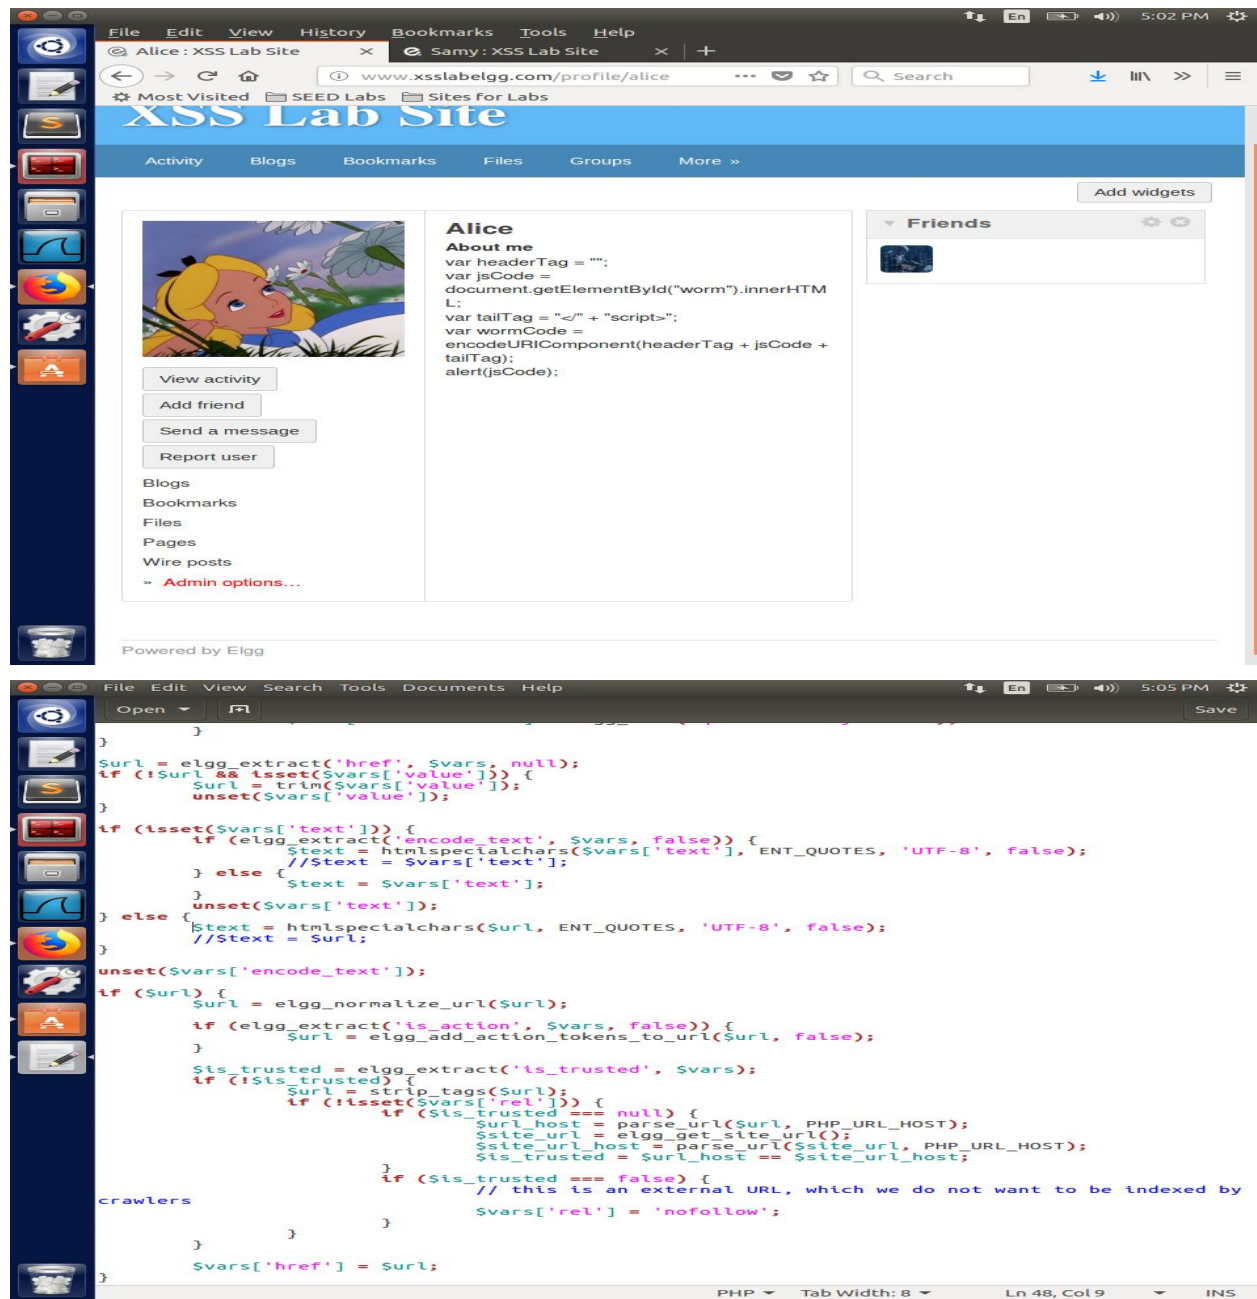 5:02 PM
En
File Edit View History Bookmarks Tools Help
Alice : XSS Lab Site
Samy : XSS Lab Site
www.xsslabelgg.com/profile/alice
Search
Most Visited SEED Labs Sites for Labs
XSS Lab Site
Activity Blogs Bookmarks Files Groups More »
Add widgets
Alice
About me
var headerTag = "";
var jsCode =
document.getElementById("worm").innerHTM
L;
var tailTag = "</" + "script>";
var wormCode =
encodeURIComponent(headerTag + jsCode +
tailTag);
alert(jsCode);
Friends
View activity
Add friend
Send a message
Report user
Blogs
Bookmarks
Files
Pages
Wire posts
» Admin options...
Powered by Elgg
File Edit View Search Tools Documents Help
En
5:05 PM
Open
Save
}
}
$url = elgg_extract('href', $vars, null);
if (!$url && isset($vars['value'])) {
$url = trim($vars['value']);
unset($vars['value']);
}
if (isset($vars['text'])) {
if (elgg_extract('encode_text', $vars, false)) {
$text = htmlspecialchars($vars['text'], ENT_QUOTES, 'UTF-8', false);
//$text = $vars['text'];
} else {
$text = $vars['text'];
}
unset($vars['text']);
} else {
$text = htmlspecialchars($url, ENT_QUOTES, 'UTF-8', false);
//$text = $url;
}
unset($vars['encode_text']);
if ($url) {
$url = elgg_normalize_url($url);
if (elgg_extract('is_action', $vars, false)) {
$url = elgg_add_action_tokens_to_url($url, false);
}
$is_trusted = elgg_extract('is_trusted', $vars);
if (!$is_trusted) {
$url = strip_tags($url);
if (!isset($vars['rel'])) {
if ($is_trusted === null) {
$url_host = parse_url($url, PHP_URL_HOST);
$site_url = elgg_get_site_url();
$site_url_host = parse_url($site_url, PHP_URL_HOST);
$is_trusted = $url_host == $site_url_host;
}
if ($is_trusted === false) {
// this is an external URL, which we do not want to be indexed by
crawlers
$vars['rel'] = 'nofollow';
}
}
}
$vars['href'] = $url;
}
PHP Tab Width: 8 Ln 48, Col 9 INS